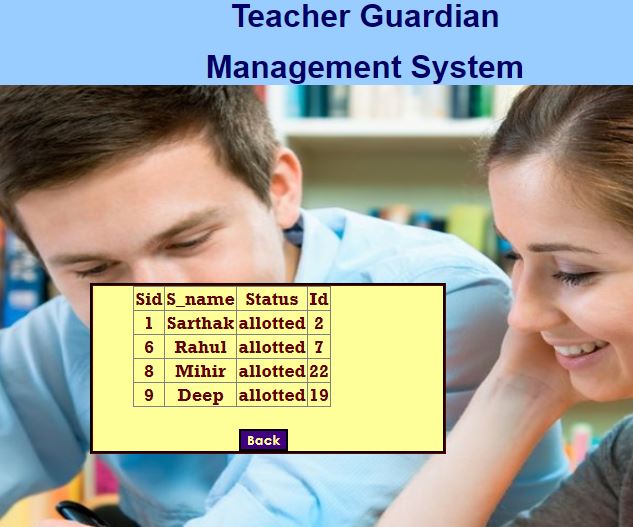 Teacher Guardian
Management System
Sid S_name Status Id
1 Sarthak allotted 2
6 Rahul allotted 7
8 Mihir allotted 22
9 Deep allotted 19
Back